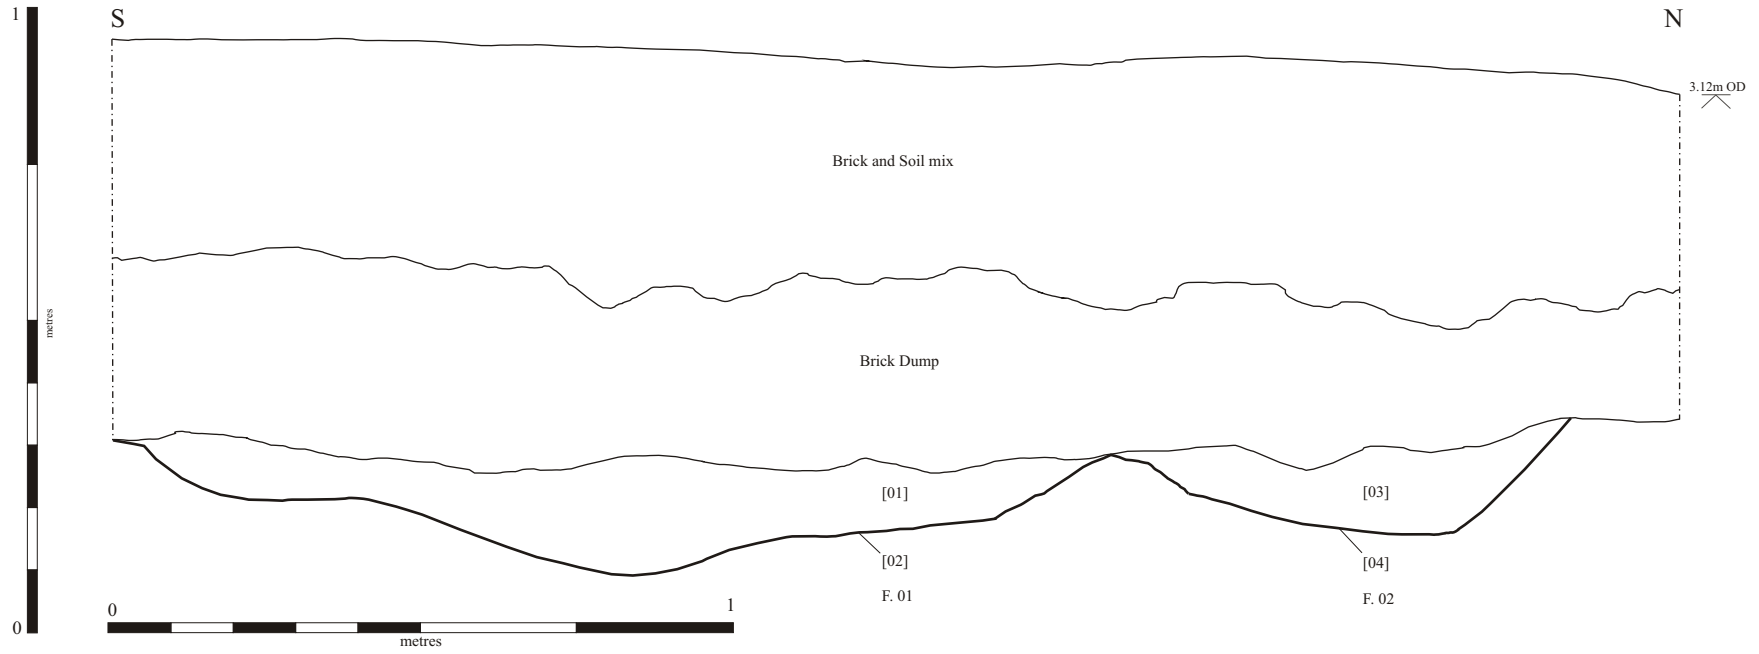 1
S
N
3.12m OD
Brick and Soil mix
metres
Brick Dump
[01]
[03]
[02]
[04]
F. 01
F. 02
0
1
0
metres